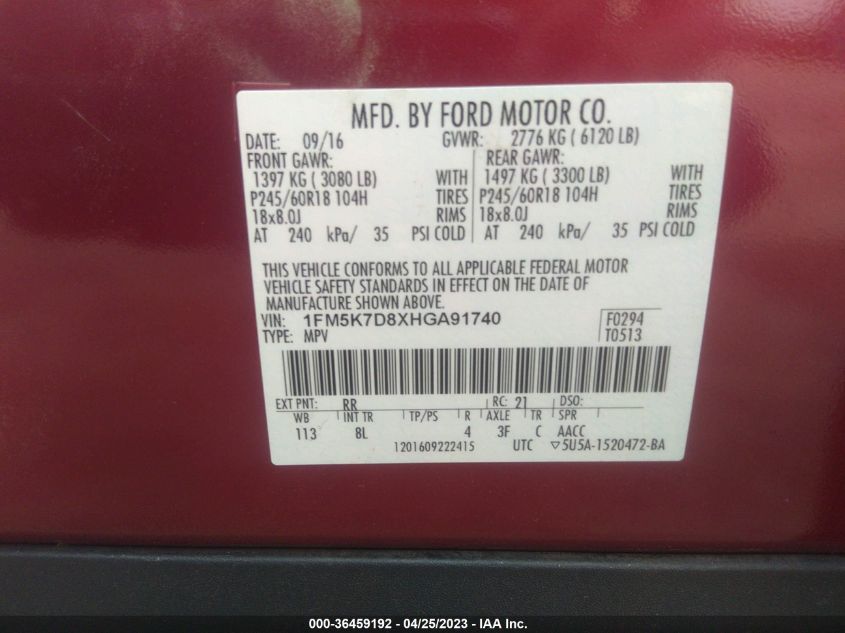 MFD. BY FORD MOTOR CO.
DATE: 09/16 GVWR: 2776 KG ( 6120 LB)
FRONT GAWR: REAR GAWR:
1397 KG ( 3080 LB) WITH 1497 KG ( 3300 LB) WITH
P245/60R18 104H TIRES P245/60R18 104H TIRES
18x8.0J RIMS 18x8.0J RIMS
AT 240 kPa/ 35 PSI COLD AT 240 kPa/ 35 PSI COLD
THIS VEHICLE CONFORMS TO ALL APPLICABLE FEDERAL MOTOR
VEHICLE SAFETY STANDARDS IN EFFECT ON THE DATE OF
MANUFACTURE SHOWN ABOVE.
VIN: 1FM5K7D8XHGA91740 F0294
TYPE: MPV T0513
EXT PNT: RR RC: 21 DSO:
WB INT TR TP/PS R AXLE TR SPR
113 8L 4 3F C AACC
1201609222415 UTC ▽5U5A-1520472-BA
000-36459192 - 04/25/2023 - IAA Inc.